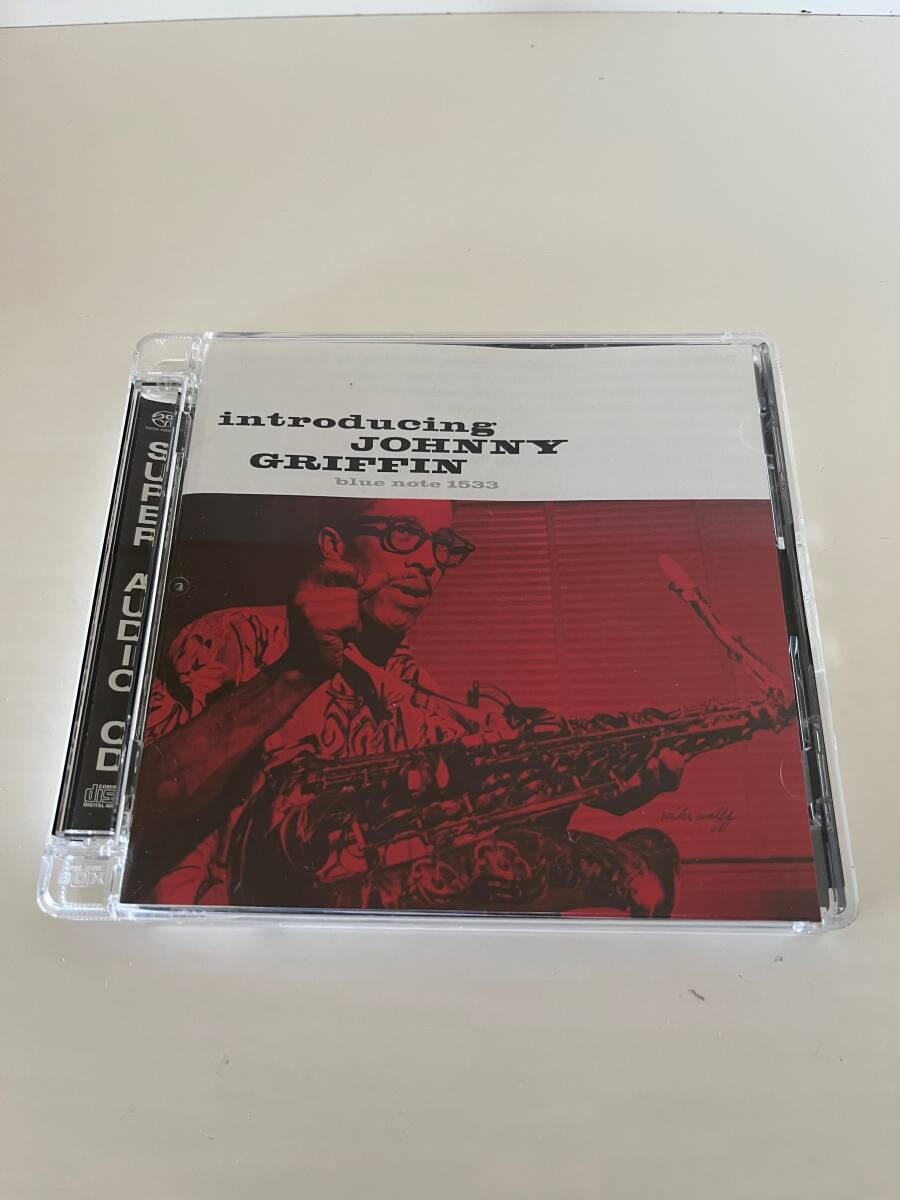 introducing
JOHNNY
GRIFFIN
blue note 1533
SUPER AUDIO CD